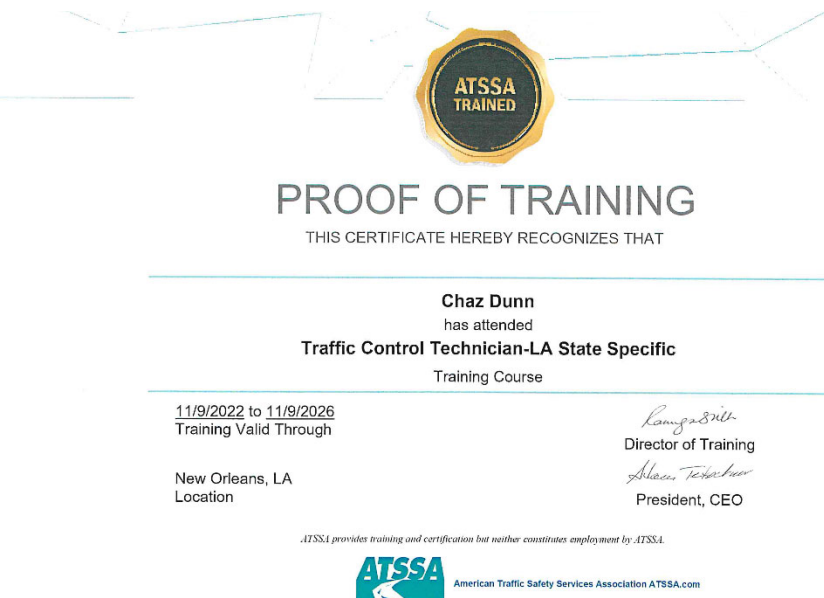 ATSSA
TRAINED
PROOF OF TRAINING
THIS CERTIFICATE HEREBY RECOGNIZES THAT
Chaz Dunn
has attended
Traffic Control Technician-LA State Specific
Training Course
11/9/2022 to 11/9/2026
Training Valid Through
New Orleans, LA
Location
Director of Training
President, CEO
ATSSA provides training and certification but neither constitutes employment by ATSSA.
ATSSA
American Traffic Safety Services Association ATSSA.com